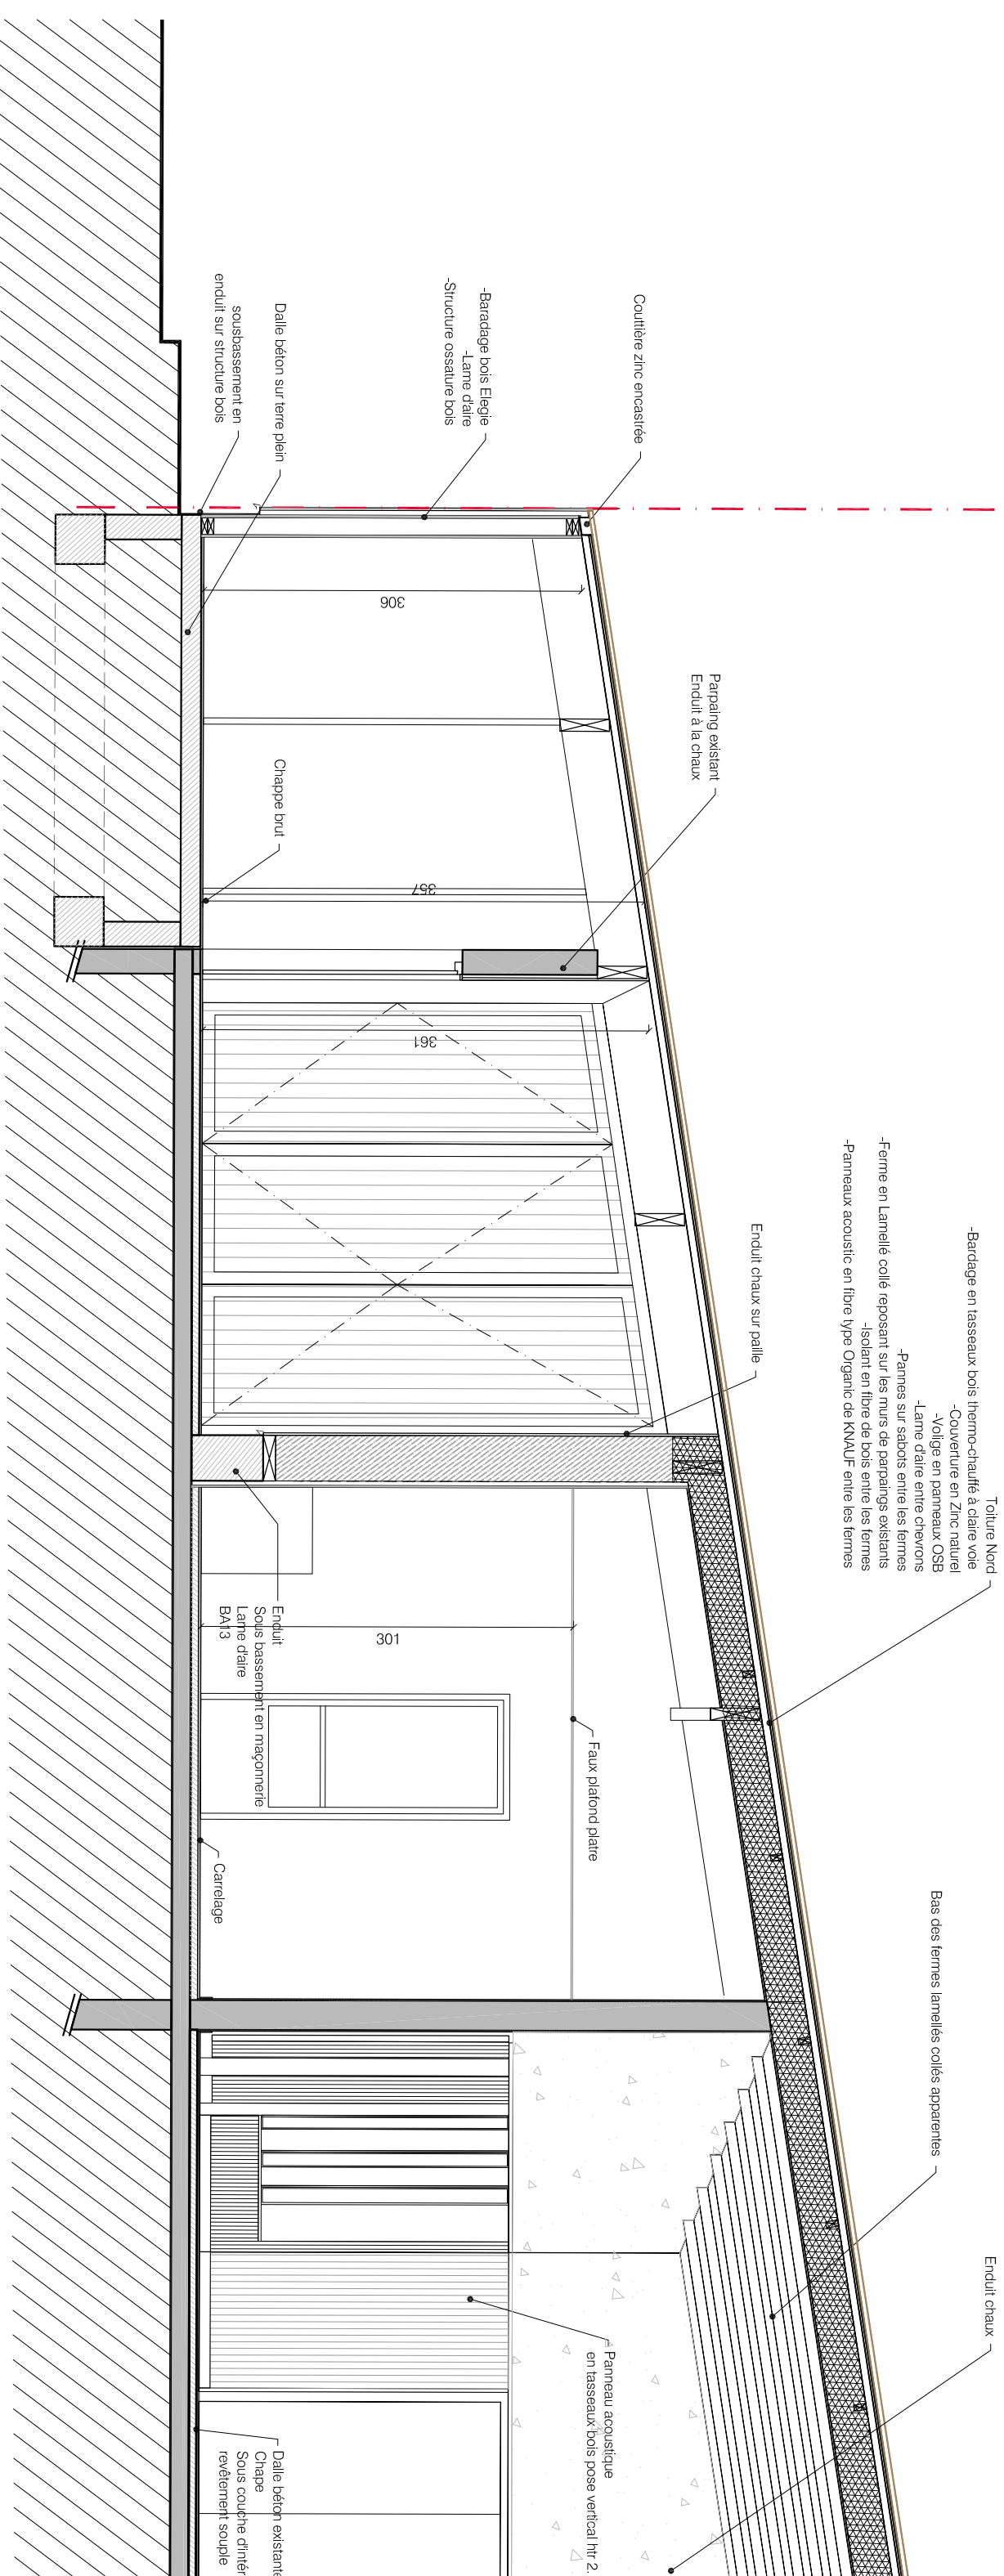 Couttière zinc encastrée
-Baradage bois Elegie
-Lame d'aire
-Structure ossature bois
Dalle béton sur terre plein
sousbassement en
enduit sur structure bois
306
Parpaing existant
Enduit à la chaux
Chappe brut
357
361
Toiture Nord
-Bardage en tasseaux bois thermo-chauffé à claire voie
-Couverture en Zinc naturel
-Volige en panneaux OSB
-Lame d'aire entre chevrons
-Pannes sur sabots entre les fermes
-Ferme en Lamellé collé reposant sur les murs de parpaings existants
-Isolant en fibre de bois entre les fermes
-Panneaux acoustic en fibre type Organic de KNAUF entre les fermes
Enduit chaux sur paille
Enduit
Sous bassement en maçonnerie
Lame d'aire
BA13
301
Faux plafond platre
Carrelage
Bas des fermes lamellés collés apparentes
Enduit chaux
Panneau acoustique
en tasseaux bois pose vertical htr 2.
Dalle béton existante
Chape
Sous couche d'intér
revêtement souple